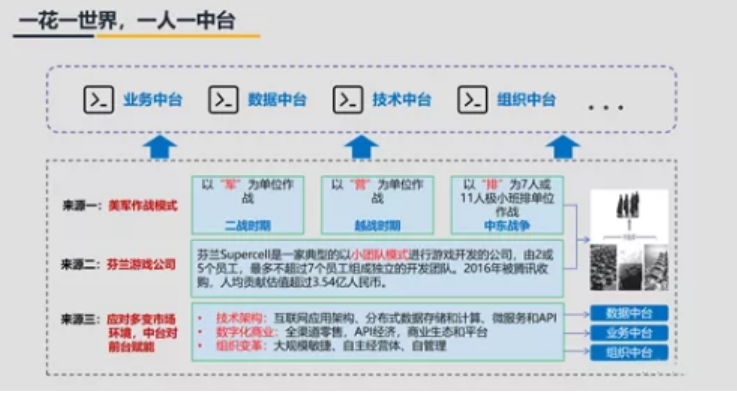 一花一世界，一人一中台
业务中台
数据中台
技术中台
组织中台
...
来源一：美军作战模式
以“军”为单位作
战
二战时期
以“营”为单位作
战
越战时期
以“排”为7人或
11人极小班排单位
作战
中东战争
来源二：芬兰游戏公司
芬兰Supercell是一家典型的以小团队模式进行游戏开发的公司，由2或
5个员工，最多不超过7个员工组成独立的开发团队。2016年被腾讯收
购，人均贡献估值超过3.54亿人民币。
来源三：应对多变市场
环境，中台对
前台赋能
• 技术架构：互联网应用架构、分布式数据存储和计算、微服务和API
• 数字化商业：全渠道零售，API经济，商业生态和平台
• 组织变革：大规模敏捷、自主经营体、自管理
数据中台
业务中台
组织中台